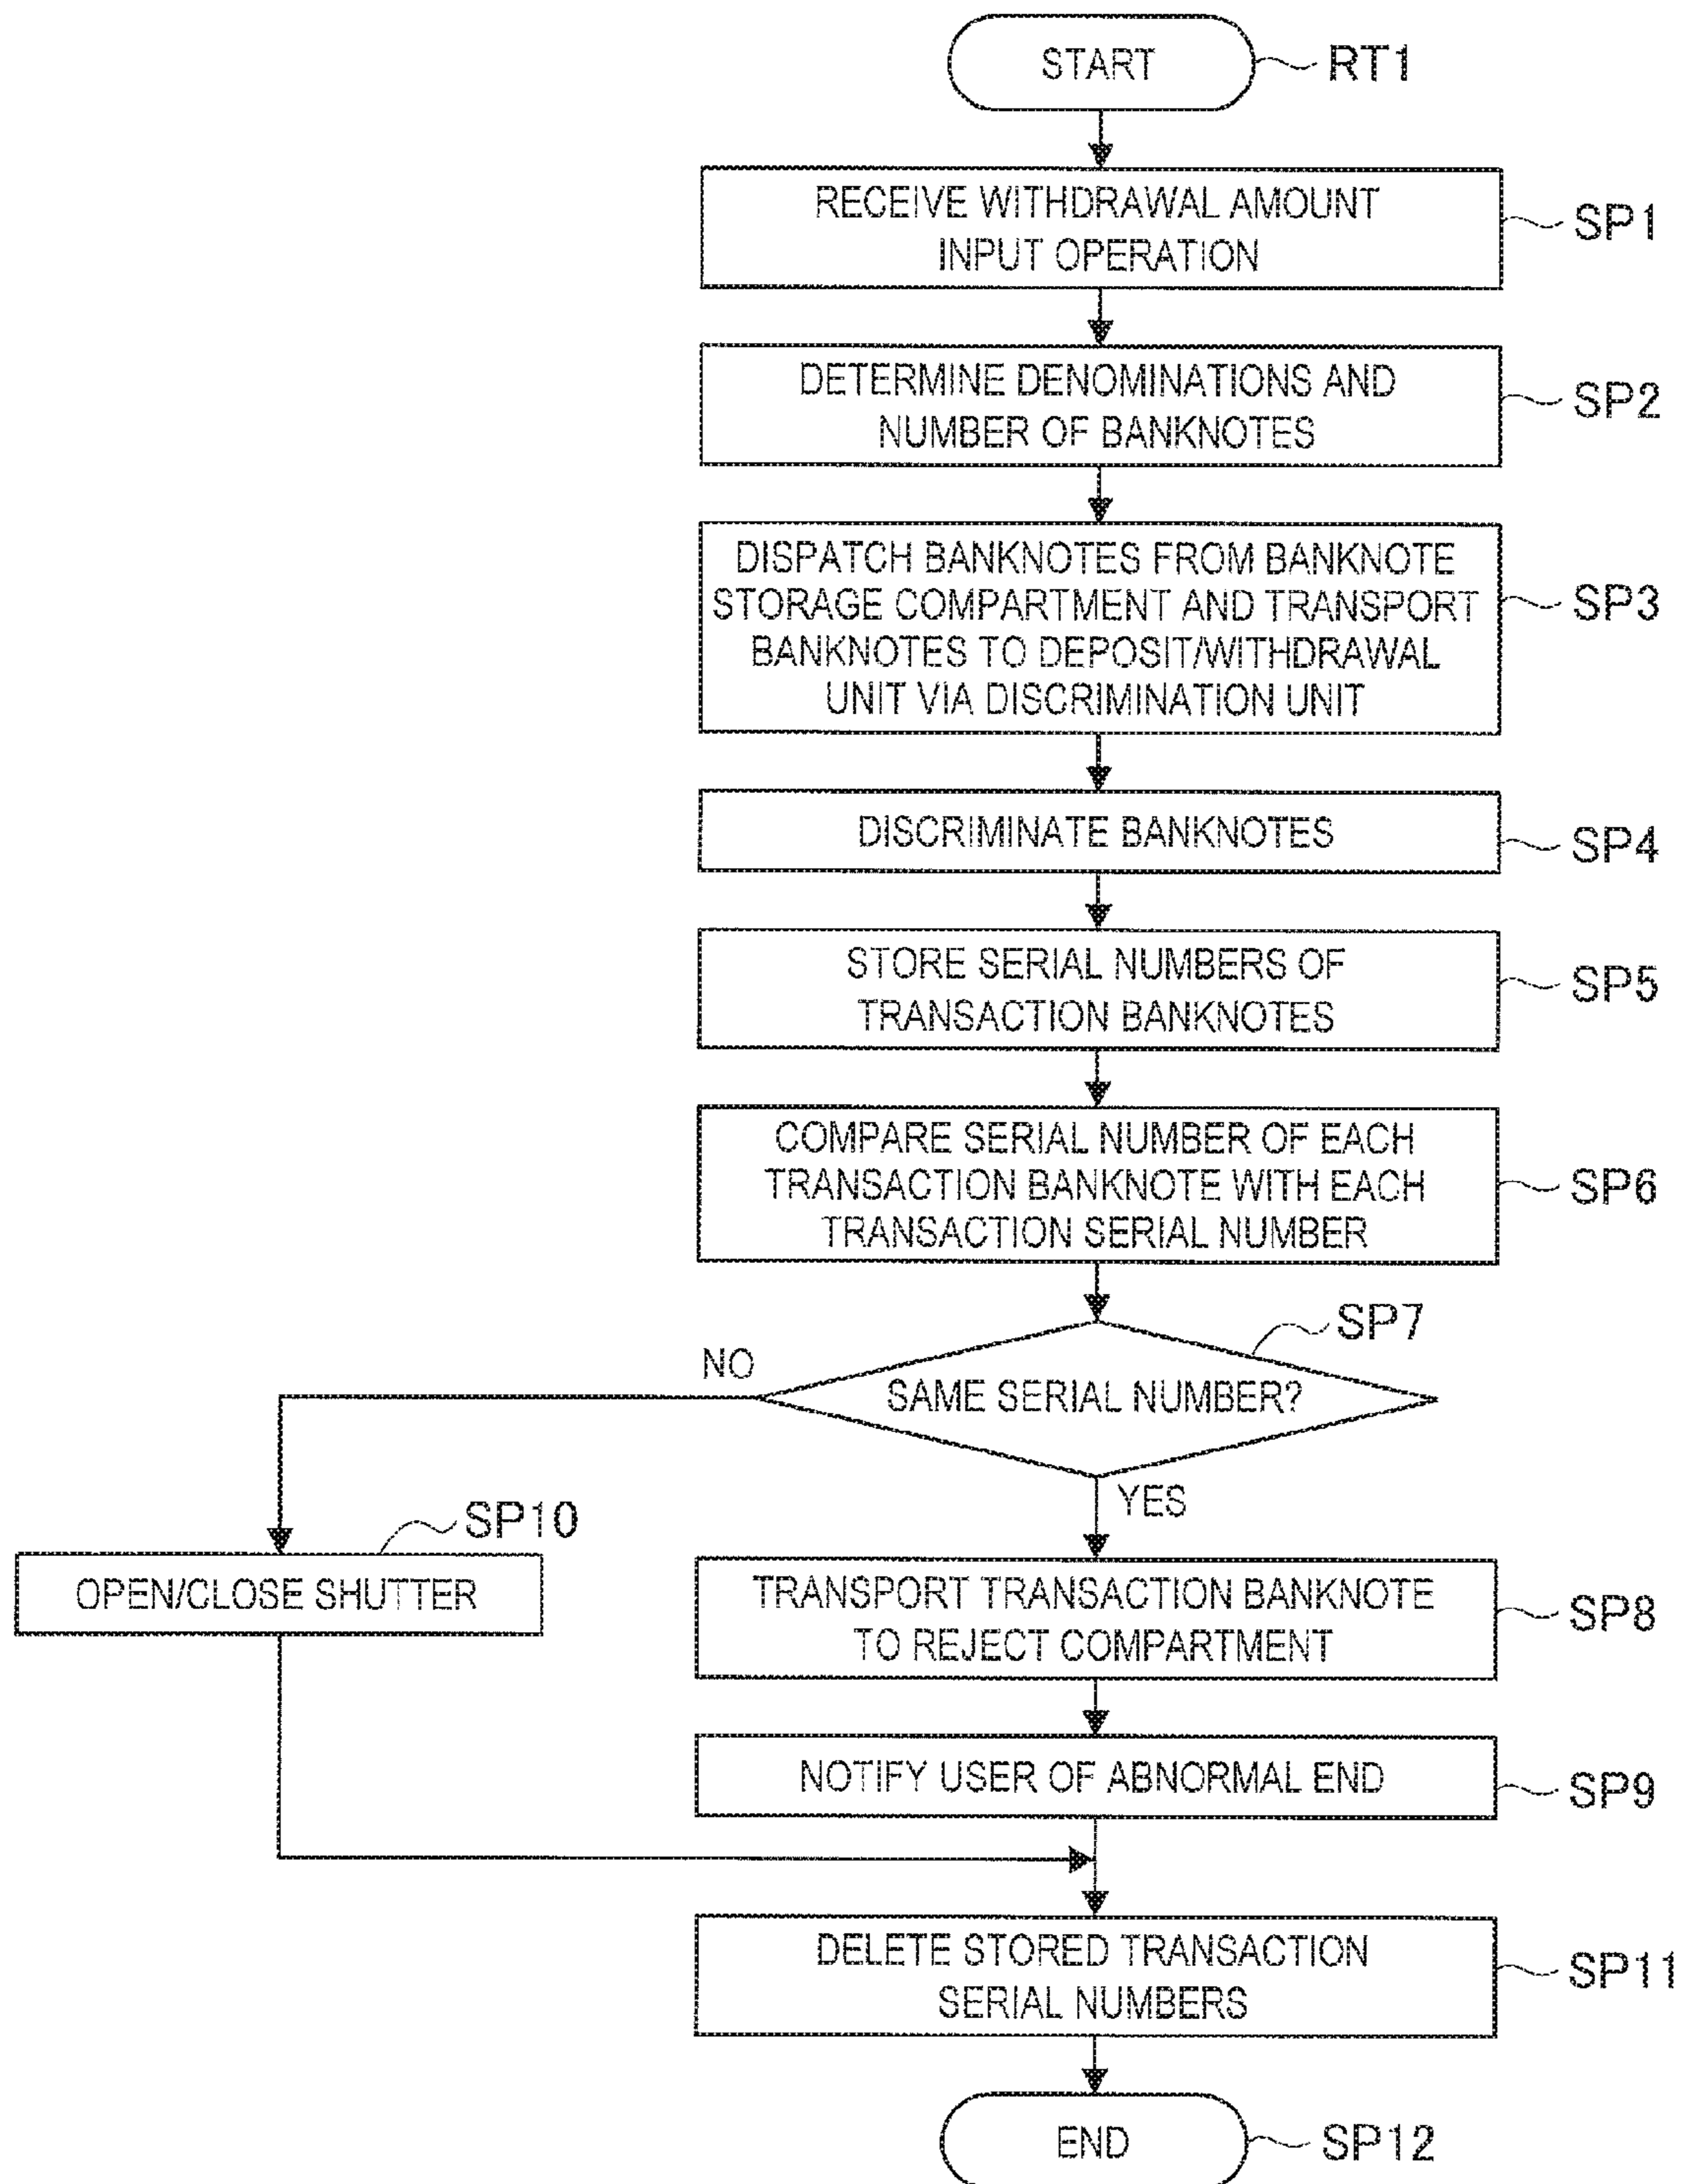 START
RT1
RECEIVE WITHDRAWAL AMOUNT
INPUT OPERATION
SP1
DETERMINE DENOMINATIONS AND
NUMBER OF BANKNOTES
SP2
DISPATCH BANKNOTES FROM BANKNOTE
STORAGE COMPARTMENT AND TRANSPORT
BANKNOTES TO DEPOSIT/WITHDRAWAL
UNIT VIA DISCRIMINATION UNIT
SP3
DISCRIMINATE BANKNOTES
SP4
STORE SERIAL NUMBERS OF
TRANSACTION BANKNOTES
SP5
COMPARE SERIAL NUMBER OF EACH
TRANSACTION BANKNOTE WITH EACH
TRANSACTION SERIAL NUMBER
SP6
SP7
NO
SAME SERIAL NUMBER?
YES
SP10
OPEN/CLOSE SHUTTER
TRANSPORT TRANSACTION BANKNOTE
TO REJECT COMPARTMENT
SP8
NOTIFY USER OF ABNORMAL END
SP9
DELETE STORED TRANSACTION
SERIAL NUMBERS
SP11
END
SP12